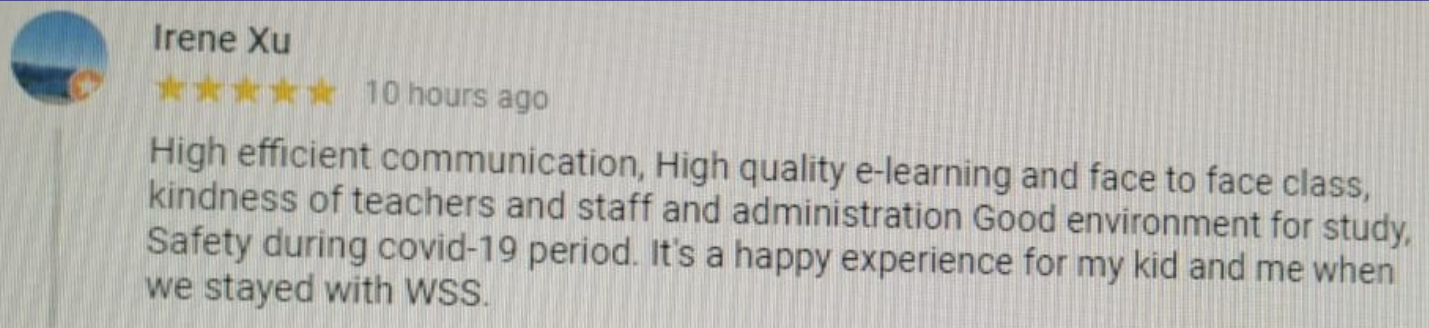 Irene Xu
10 hours ago
High efficient communication, High quality e-learning and face to face class,
kindness of teachers and staff and administration Good environment for study,
Safety during covid-19 period. It's a happy experience for my kid and me when
we stayed with WSS.